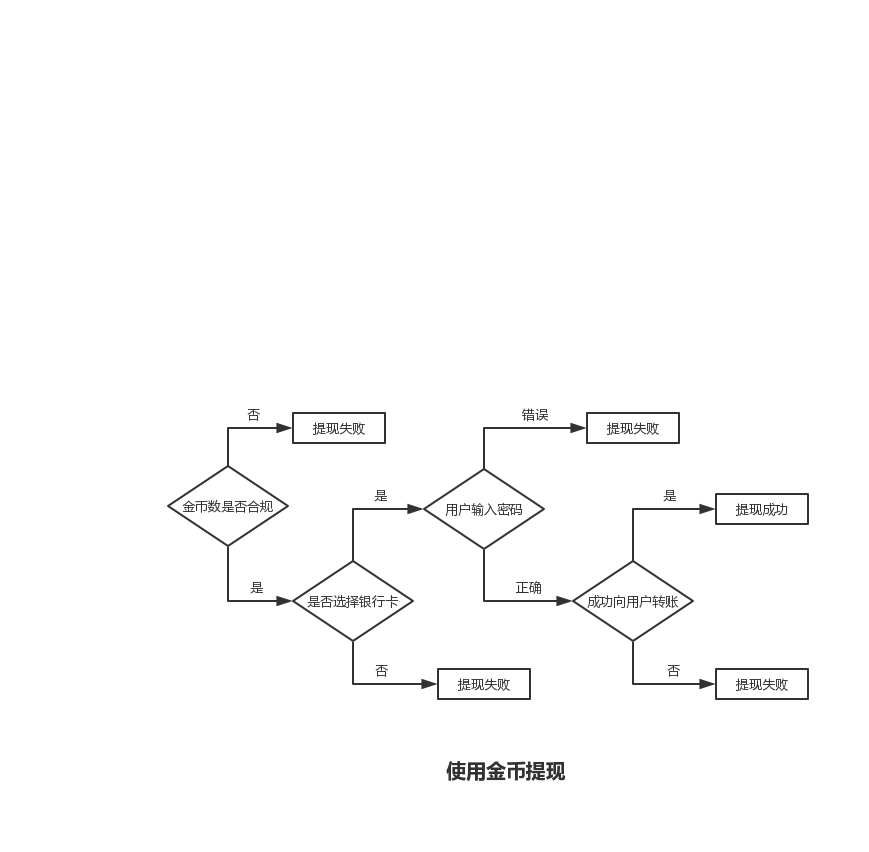 否
提现失败
错误
提现失败
金币数是否合规
是
用户输入密码
是
提现成功
是
是否选择银行卡
正确
成功向用户转账
否
提现失败
否
提现失败
使用金币提现